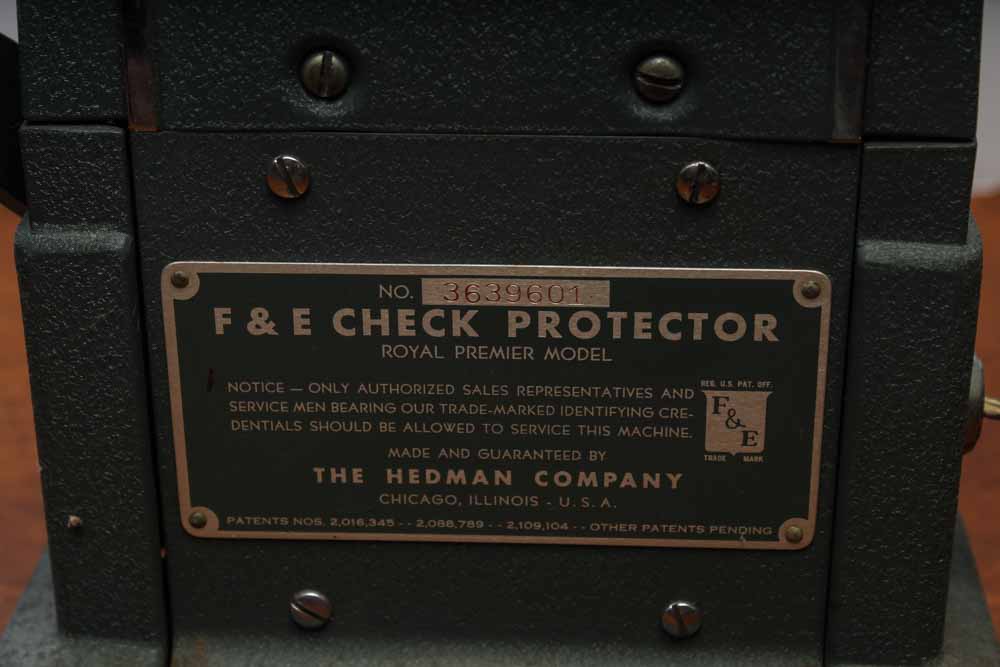 NO. 3639601
F & E CHECK PROTECTOR
ROYAL PREMIER MODEL
NOTICE — ONLY AUTHORIZED SALES REPRESENTATIVES AND
SERVICE MEN BEARING OUR TRADE-MARKED IDENTIFYING CRE-
DENTIALS SHOULD BE ALLOWED TO SERVICE THIS MACHINE.
REG. U.S. PAT. OFF.
F & E
TRADE MARK
MADE AND GUARANTEED BY
THE HEDMAN COMPANY
CHICAGO, ILLINOIS - U.S.A.
PATENTS NOS. 2,016,345 - - 2,088,789 - - 2,109,104 - - OTHER PATENTS PENDING